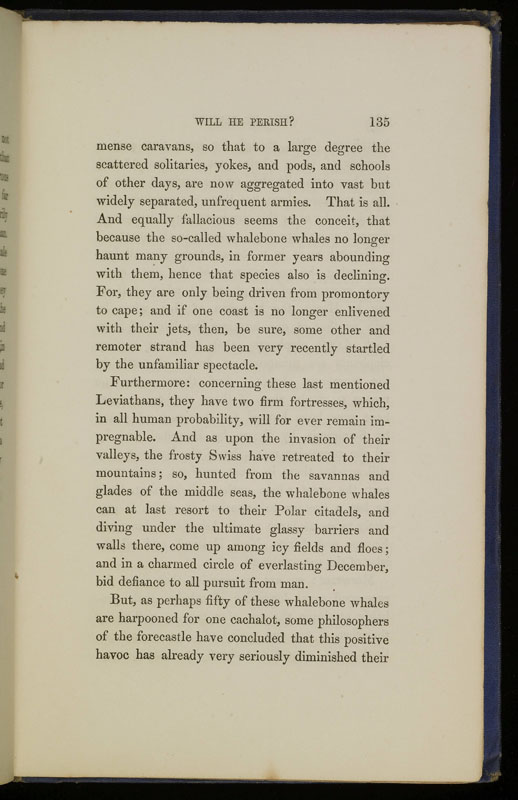 WILL HE PERISH? 135
mense caravans, so that to a large degree the
scattered solitaries, yokes, and pods, and schools
of other days, are now aggregated into vast but
widely separated, unfrequent armies. That is all.
And equally fallacious seems the conceit, that
because the so-called whalebone whales no longer
haunt many grounds, in former years abounding
with them, hence that species also is declining.
For, they are only being driven from promontory
to cape; and if one coast is no longer enlivened
with their jets, then, be sure, some other and
remoter strand has been very recently startled
by the unfamiliar spectacle.
Furthermore: concerning these last mentioned
Leviathans, they have two firm fortresses, which,
in all human probability, will for ever remain im-
pregnable. And as upon the invasion of their
valleys, the frosty Swiss have retreated to their
mountains; so, hunted from the savannas and
glades of the middle seas, the whalebone whales
can at last resort to their Polar citadels, and
diving under the ultimate glassy barriers and
walls there, come up among icy fields and floes;
and in a charmed circle of everlasting December,
bid defiance to all pursuit from man.
But, as perhaps fifty of these whalebone whales
are harpooned for one cachalot, some philosophers
of the forecastle have concluded that this positive
havoc has already very seriously diminished their